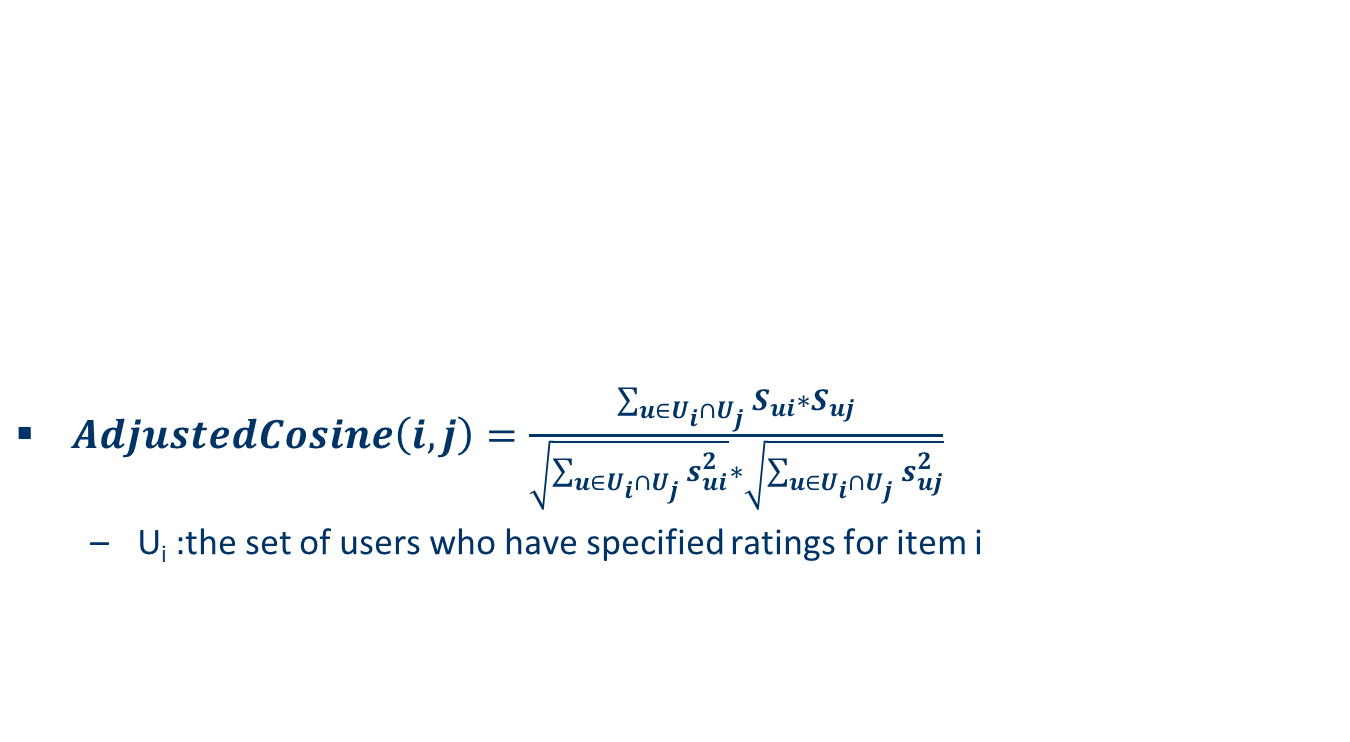 ▪ AdjustedCosine(i,j) = ∑u∈Ui∩Uj Sui*Suj / √∑u∈Ui∩Uj s²ui * √∑u∈Ui∩Uj s²uj
– Ui :the set of users who have specified ratings for item i